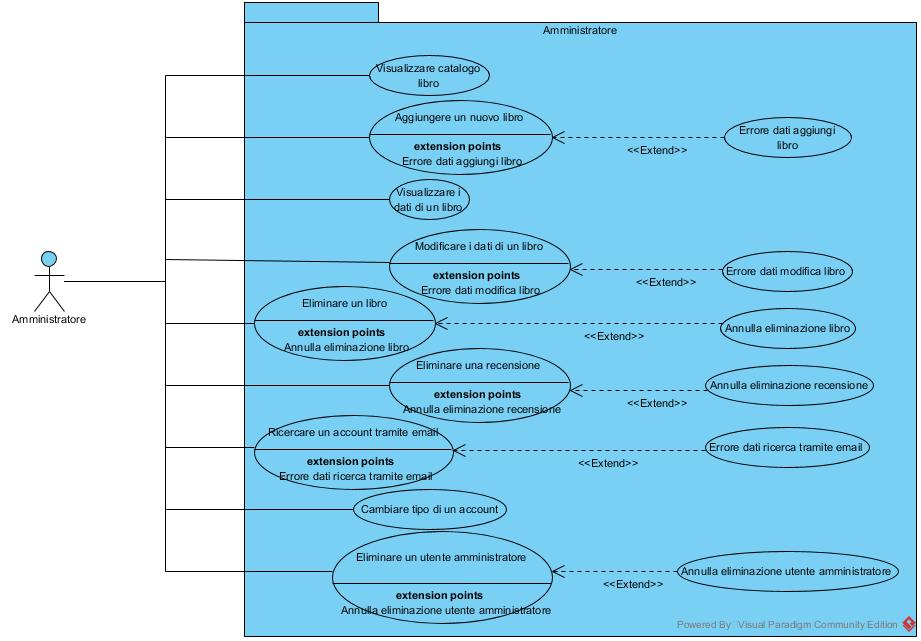 Amministratore
Visualizzare catalogo
libro
Aggiungere un nuovo libro
extension points
Errore dati aggiungi libro
<<Extend>>
Errore dati aggiungi
libro
Visualizzare i
dati di un libro
Modificare i dati di un libro
extension points
Errore dati modifica libro
<<Extend>>
Errore dati modifica libro
Amministratore
Eliminare un libro
extension points
Annulla eliminazione libro
<<Extend>>
Annulla eliminazione libro
Eliminare una recensione
extension points
Annulla eliminazione recensione
<<Extend>>
Annulla eliminazione recensione
Ricercare un account tramite email
extension points
Errore dati ricerca tramite email
<<Extend>>
Errore dati ricerca tramite email
Cambiare tipo di un account
Eliminare un utente amministratore
extension points
Annulla eliminazione utente amministratore
<<Extend>>
Annulla eliminazione utente amministratore
Powered By Visual Paradigm Community Edition